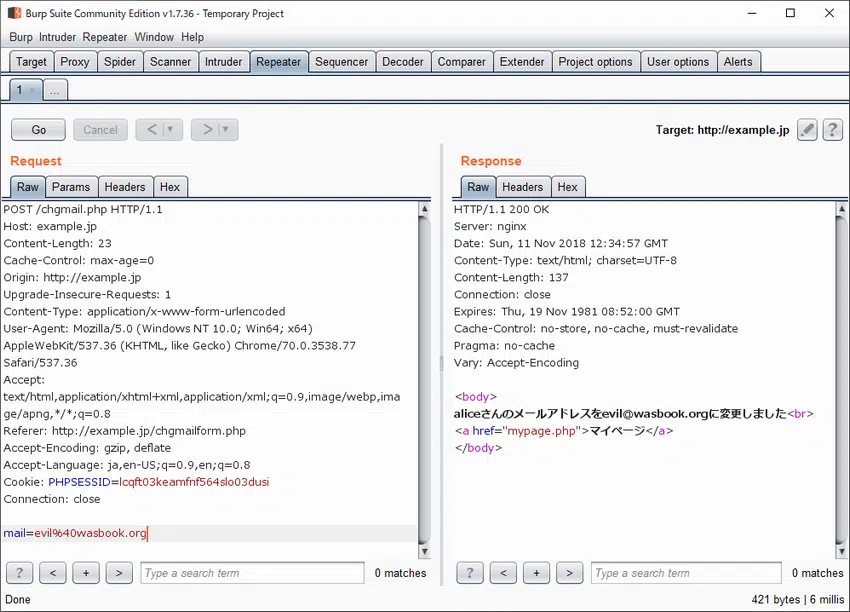 Burp Suite Community Edition v1.7.36 - Temporary Project
Burp Intruder Repeater Window Help
Target Proxy Spider Scanner Intruder Repeater Sequencer Decoder Comparer Extender Project options User options Alerts
1 × ...
Go Cancel < > Target: http://example.jp ?
Request
Raw Params Headers Hex
POST /chgmail.php HTTP/1.1
Host: example.jp
Content-Length: 23
Cache-Control: max-age=0
Origin: http://example.jp
Upgrade-Insecure-Requests: 1
Content-Type: application/x-www-form-urlencoded
User-Agent: Mozilla/5.0 (Windows NT 10.0; Win64; x64)
AppleWebKit/537.36 (KHTML, like Gecko) Chrome/70.0.3538.77
Safari/537.36
Accept:
text/html,application/xhtml+xml,application/xml;q=0.9,image/webp,ima
ge/apng,*/*;q=0.8
Referer: http://example.jp/chgmailform.php
Accept-Encoding: gzip, deflate
Accept-Language: ja,en-US;q=0.9,en;q=0.8
Cookie: PHPSESSID=lcqft03keamfnf564slo03dusi
Connection: close
mail=evil%40wasbook.org
? < + > Type a search term 0 matches
Response
Raw Headers Hex
HTTP/1.1 200 OK
Server: nginx
Date: Sun, 11 Nov 2018 12:34:57 GMT
Content-Type: text/html; charset=UTF-8
Content-Length: 137
Connection: close
Expires: Thu, 19 Nov 1981 08:52:00 GMT
Cache-Control: no-store, no-cache, must-revalidate
Pragma: no-cache
Vary: Accept-Encoding
<body>
aliceさんのメールアドレスをevil@wasbook.orgに変更しました<br>
<a href="mypage.php">マイページ</a>
</body>
? < + > Type a search term 0 matches
Done 421 bytes | 6 millis